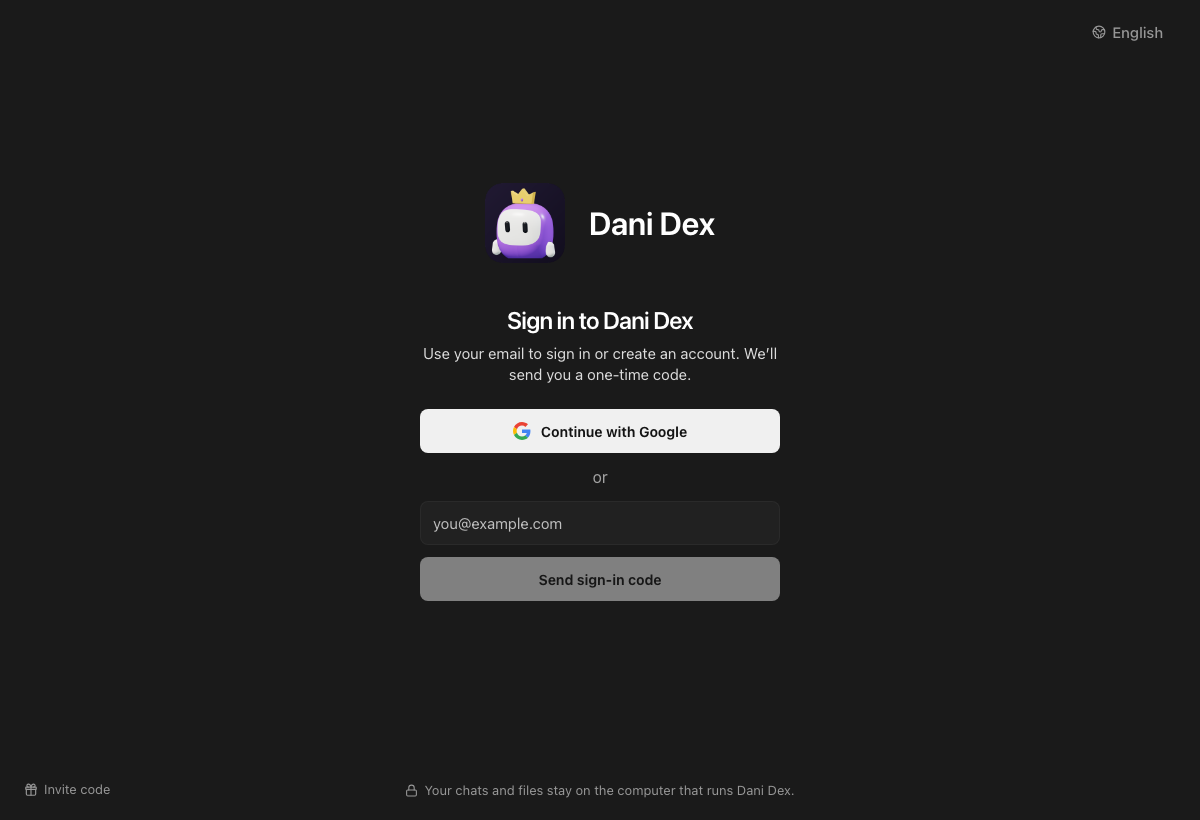 English
Dani Dex
Sign in to Dani Dex
Use your email to sign in or create an account. We’ll
send you a one-time code.
Continue with Google
or
you@example.com
Send sign-in code
Invite code
Your chats and files stay on the computer that runs Dani Dex.